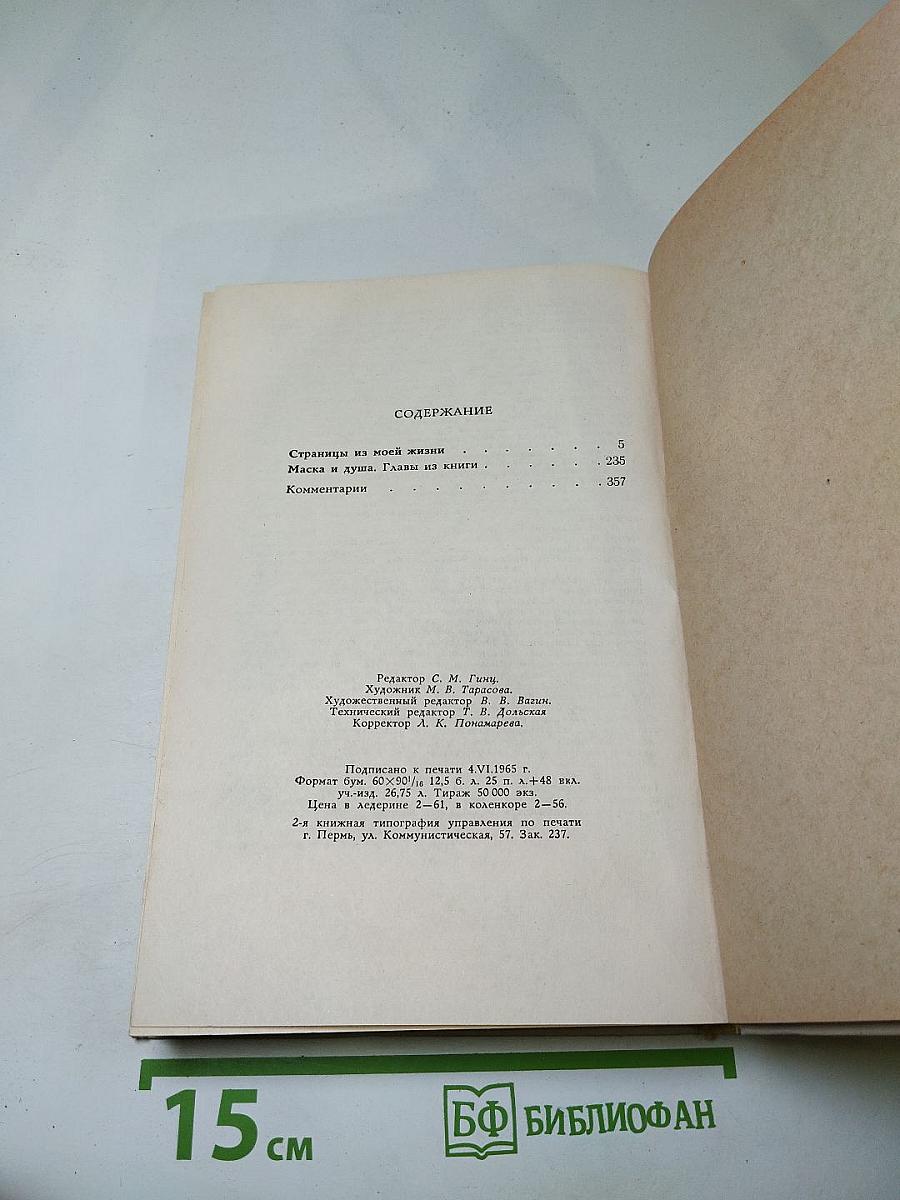 СОДЕРЖАНИЕ
Страницы из моей жизни . . . . . . . 5
Маска и душа. Главы из книги . . . . . . 235
Комментарии . . . . . . . . . . 357
Редактор С. М. Гинц.
Художник М. В. Тарасова.
Художественный редактор В. В. Вагин.
Технический редактор Т. В. Дольская
Корректор Л. К. Понамарева.
Подписано к печати 4.VI.1965 г.
Формат бум. 60×90¹/₁₆ 12,5 б. л. 25 п. л.+48 вкл.
уч.-изд. 26,75 л. Тираж 50 000 экз.
Цена в ледерине 2—61, в коленкоре 2—56.
2-я книжная типография управления по печати
г. Пермь, ул. Коммунистическая, 57. Зак. 237.
15 см
БФ БИБЛИОФАН